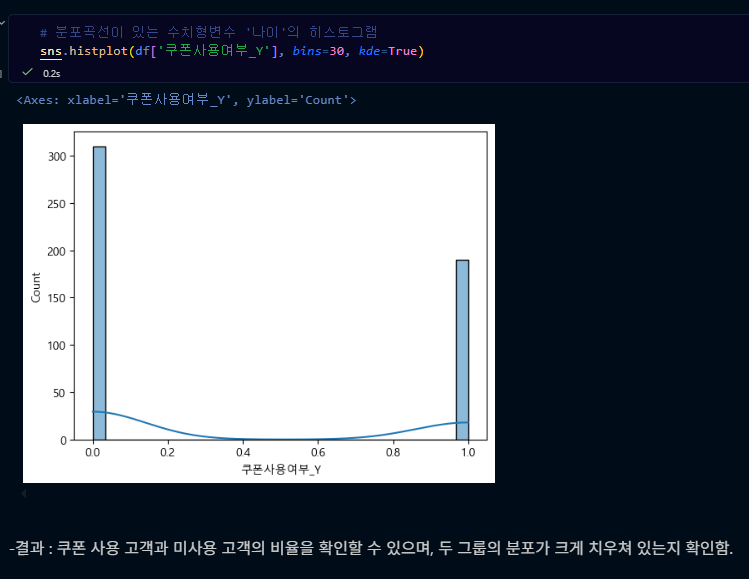 # 분포곡선이 있는 수치형변수 '나이'의 히스토그램
sns.histplot(df['쿠폰사용여부_Y'], bins=30, kde=True)
0.2s
<Axes: xlabel='쿠폰사용여부_Y', ylabel='Count'>
300
250
200
150
100
50
0
Count
0.0 0.2 0.4 0.6 0.8 1.0
쿠폰사용여부_Y
-결과 : 쿠폰 사용 고객과 미사용 고객의 비율을 확인할 수 있으며, 두 그룹의 분포가 크게 치우쳐 있는지 확인함.